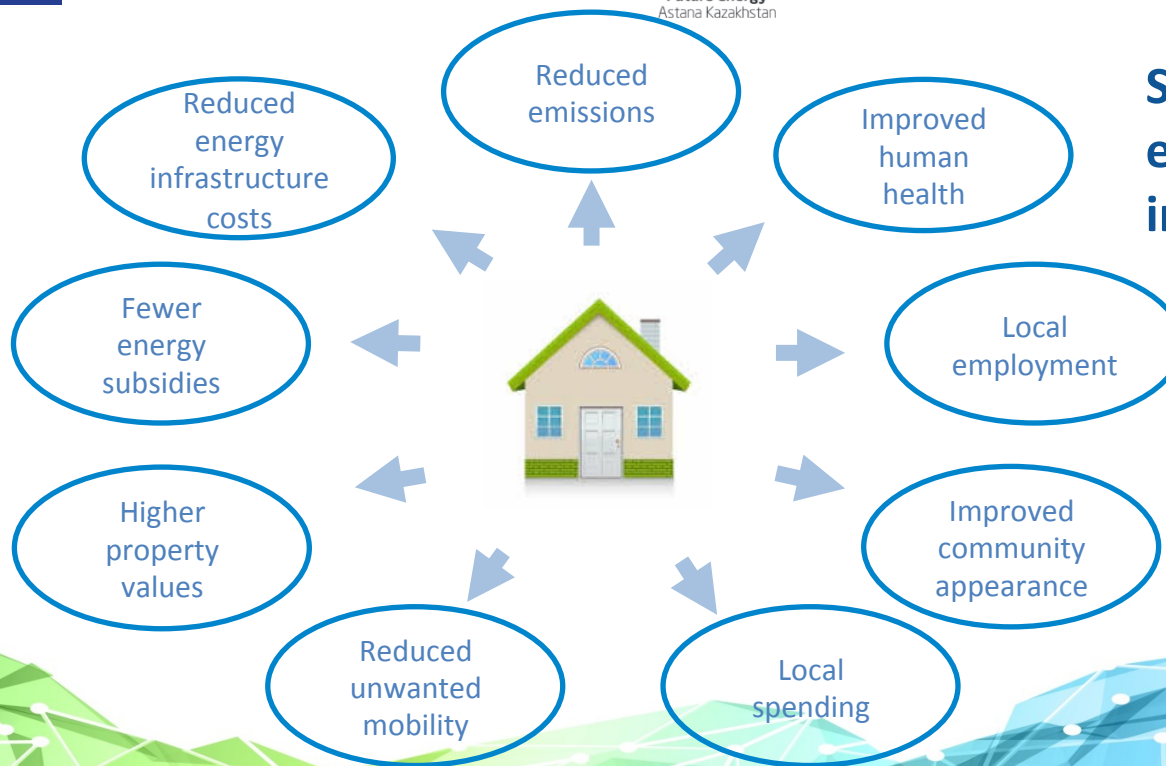 Astana Kazakhstan
Reduced
emissions
Reduced
energy
infrastructure
costs
Improved
human
health
Fewer
energy
subsidies
Local
employment
Higher
property
values
Improved
community
appearance
Reduced
unwanted
mobility
Local
spending